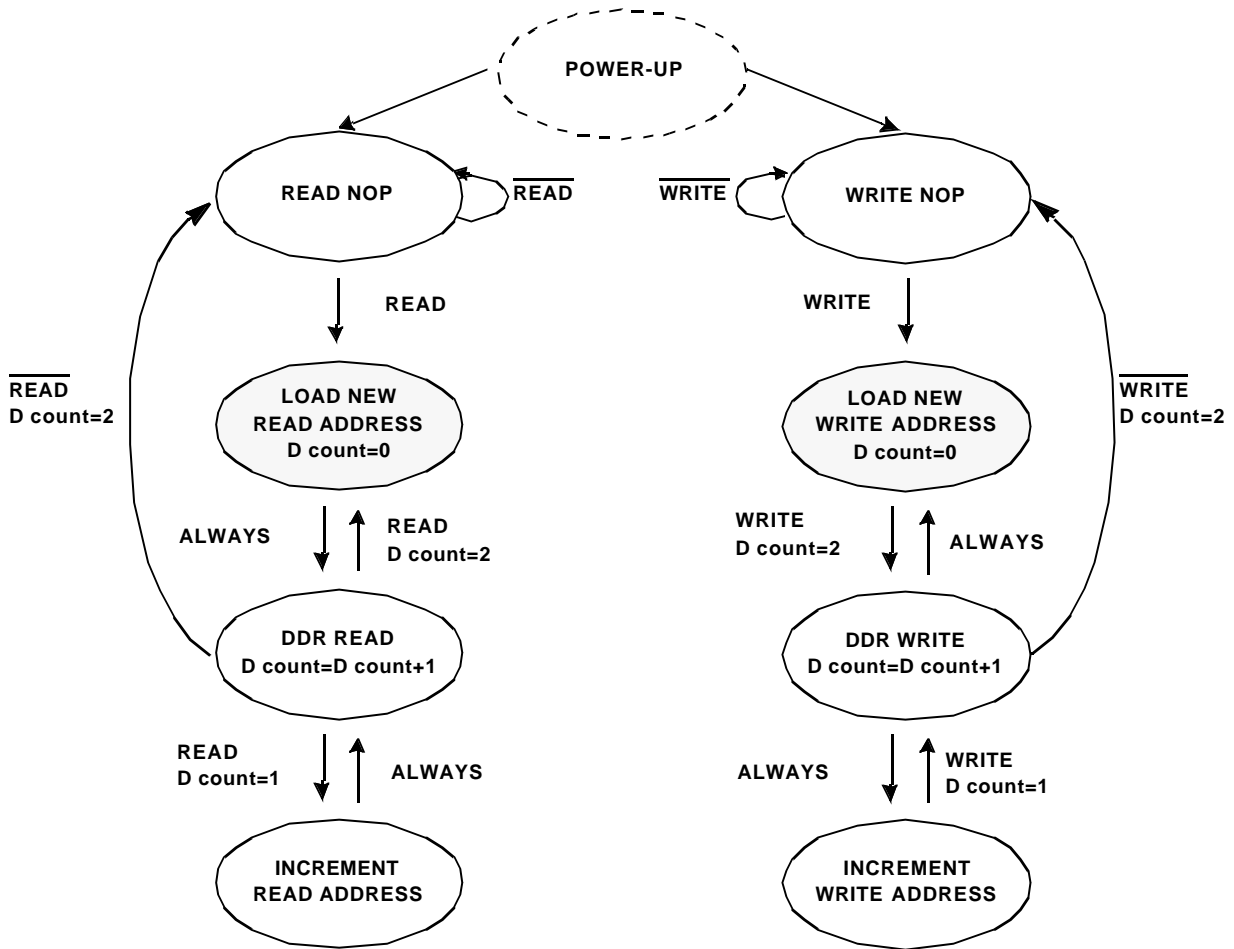 POWER-UP
READ NOP
READ
WRITE
WRITE NOP
READ
WRITE
LOAD NEW
READ ADDRESS
D count=0
LOAD NEW
WRITE ADDRESS
D count=0
READ
D count=2
WRITE
D count=2
ALWAYS
READ
D count=2
WRITE
D count=2
ALWAYS
DDR READ
D count=D count+1
DDR WRITE
D count=D count+1
READ
D count=1
ALWAYS
ALWAYS
WRITE
D count=1
INCREMENT
READ ADDRESS
INCREMENT
WRITE ADDRESS